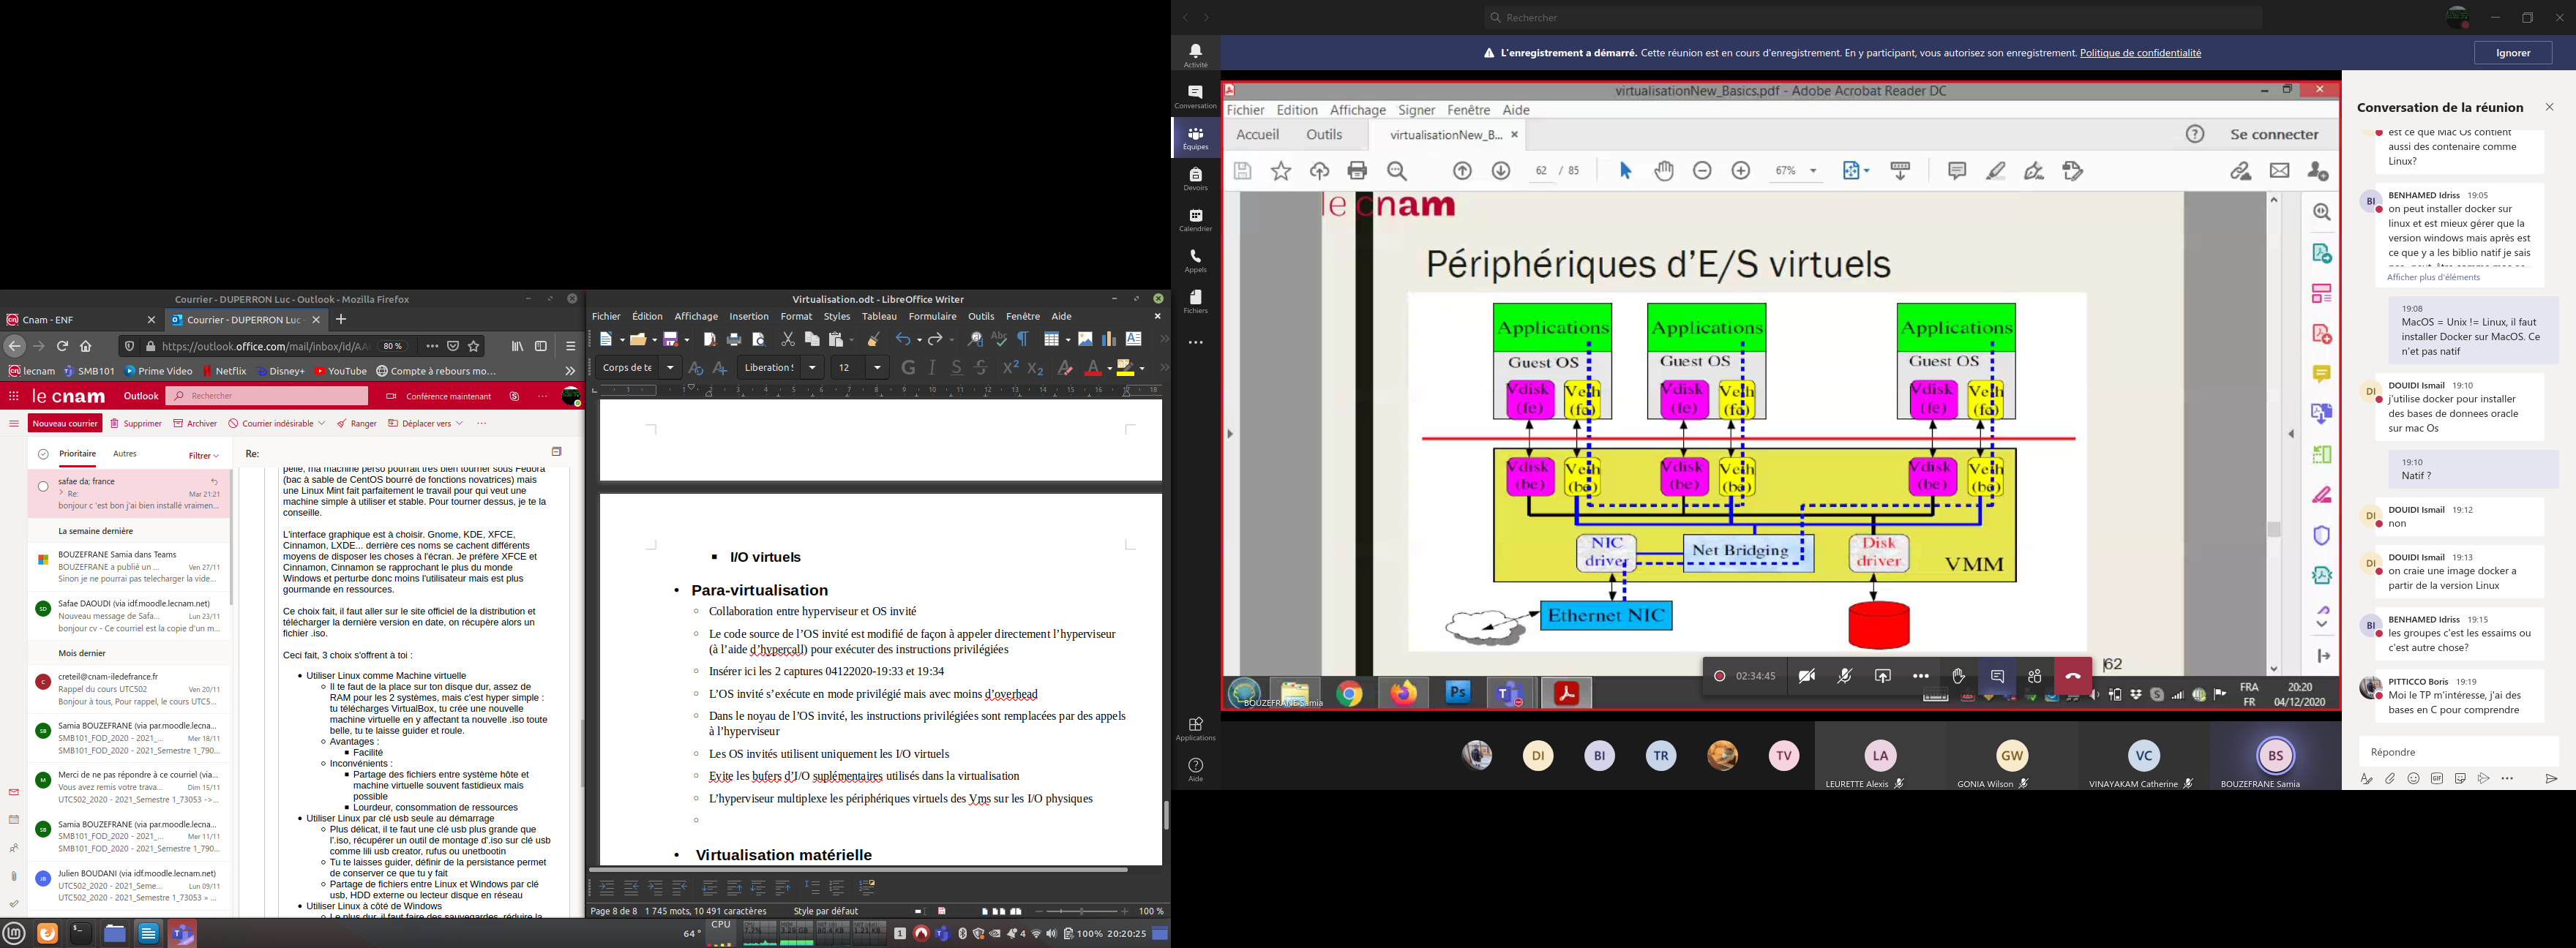 Courrier - DUPERRON Luc - Outlook - Mozilla Firefox
Cnam - ENF
Courrier - DUPERRON Luc
https://outlook.office.com/mail/inbox/id/AA
80 %
lecnam
SMB101
Prime Video
Netflix
Disney+
YouTube
Compte à rebours mo...
le cnam
Outlook
Rechercher
Conférence maintenant
Nouveau courrier
Supprimer
Archiver
Courrier indésirable
Ranger
Déplacer vers
Prioritaire
Autres
Filtrer
safae da; france
Re:
Mar 21:21
bonjour c 'est bon j'ai bien installé vraimen...
La semaine dernière
BOUZEFRANE Samia dans Teams
BOUZEFRANE a publié un ...
Ven 27/11
Sinon je ne pourrai pas telecharger la vide...
Safae DAOUDI (via idf.moodle.lecnam.net)
Nouveau message de Safa...
Lun 23/11
bonjour cv - Ce courriel est la copie d'un m...
Mois dernier
creteil@cnam-iledefrance.fr
Rappel du cours UTC502
Ven 20/11
Bonjour à tous, Pour rappel, le cours UTC5...
Samia BOUZEFRANE (via par.moodle.lecna...
SMB101_FOD_2020 - 2021_...
Mer 18/11
SMB101_FOD_2020 - 2021_Semestre 1_790...
Merci de ne pas répondre à ce courriel (via...
Vous avez remis votre trava...
Dim 15/11
UTC502_2020 - 2021_Semestre 1_73053 ->...
Samia BOUZEFRANE (via par.moodle.lecna...
SMB101_FOD_2020 - 2021_...
Mer 11/11
SMB101_FOD_2020 - 2021_Semestre 1_790...
Julien BOUDANI (via idf.moodle.lecnam.net)
UTC502_2020 - 2021_Seme...
Lun 09/11
UTC502_2020 - 2021_Semestre 1_73053 » ...
Re:
pelle, ma machine perso pourrait très bien tourner sous Fedora
(bac à sable de CentOS bourré de fonctions novatrices) mais
une Linux Mint fait parfaitement le travail pour qui veut une
machine simple à utiliser et stable. Pour tourner dessus, je te la
conseille.
L'interface graphique est à choisir. Gnome, KDE, XFCE,
Cinnamon, LXDE... derrière ces noms se cachent différents
moyens de disposer les choses à l'écran. Je préfère XFCE et
Cinnamon, Cinnamon se rapprochant le plus du monde
Windows et perturbe donc moins l'utilisateur mais est plus
gourmande en ressources.
Ce choix fait, il faut aller sur le site officiel de la distribution et
télécharger la dernière version en date, on récupère alors un
fichier .iso.
Ceci fait, 3 choix s'offrent à toi :
Utiliser Linux comme Machine virtuelle
Il te faut de la place sur ton disque dur, assez de
RAM pour les 2 systèmes, mais c'est hyper simple :
tu télécharges VirtualBox, tu crée une nouvelle
machine virtuelle en y affectant ta nouvelle .iso toute
belle, tu te laisse guider et roule.
Avantages :
Facilité
Inconvénients :
Partage des fichiers entre système hôte et
machine virtuelle souvent fastidieux mais
possible
Lourdeur, consommation de ressources
Utiliser Linux par clé usb seule au démarrage
Plus délicat, il te faut une clé usb plus grande que
l'.iso, récupérer un outil de montage d'.iso sur clé usb
comme lili usb creator, rufus ou unetbootin
Tu te laisses guider, définir de la persistance permet
de conserver ce que tu y fait
Partage de fichiers entre Linux et Windows par clé
usb, HDD externe ou lecteur disque en réseau
Utiliser Linux à côté de Windows
Le plus dur, il faut faire des sauvegardes, réduire la
Virtualisation.odt - LibreOffice Writer
Fichier Édition Affichage Insertion Format Styles Tableau Formulaire Outils Fenêtre Aide
Corps de te
Liberation S
12
I/O virtuels
Para-virtualisation
Collaboration entre hyperviseur et OS invité
Le code source de l'OS invité est modifié de façon à appeler directement l'hyperviseur
(à l'aide d'hypercall) pour exécuter des instructions privilégiées
Insérer ici les 2 captures 04122020-19:33 et 19:34
L'OS invité s'exécute en mode privilégié mais avec moins d'overhead
Dans le noyau de l'OS invité, les instructions privilégiées sont remplacées par des appels
à l'hyperviseur
Les OS invités utilisent uniquement les I/O virtuels
Evite les bufers d'I/O suplémentaires utilisés dans la virtualisation
L'hyperviseur multiplexe les périphériques virtuels des Vms sur les I/O physiques
Virtualisation matérielle
Page 8 de 8
1 745 mots, 10 491 caractères
Style par défaut
100 %
64 °
CPU
100%
20:20:25
Rechercher
L'enregistrement a démarré. Cette réunion est en cours d'enregistrement. En y participant, vous autorisez son enregistrement. Politique de confidentialité
Ignorer
Activité
Conversation
Équipes
Devoirs
Calendrier
Appels
Fichiers
Applications
Aide
virtualisationNew_Basics.pdf - Adobe Acrobat Reader DC
Fichier Edition Affichage Signer Fenêtre Aide
Accueil
Outils
virtualisationNew_B...
Se connecter
62 / 85
67%
le cnam
Périphériques d'E/S virtuels
Applications
Applications
Applications
Guest OS
Guest OS
Guest OS
Vdisk (fe)
Veth (fe)
Vdisk (fe)
Veth (fe)
Vdisk (fe)
Veth (fe)
Vdisk (be)
Veth (be)
Vdisk (be)
Veth (be)
Vdisk (be)
Veth (be)
NIC driver
Net Bridging
Disk driver
VMM
Ethernet NIC
62
02:34:45
BOUZEFRANE Samia
FRA
FR
20:20
04/12/2020
DI
BI
TR
TV
LA
LEURETTE Alexis
GW
GONIA Wilson
VC
VINAYAKAM Catherine
BS
BOUZEFRANE Samia
Conversation de la réunion
est ce que Mac Os contient
aussi des contenaire comme
Linux?
BENHAMED Idriss 19:05
on peut installer docker sur
linux et est mieux gérer que la
version windows mais après est
ce que y a les biblio natif je sais
Afficher plus d'éléments
19:08
MacOS = Unix != Linux, il faut
installer Docker sur MacOS. Ce
n'et pas natif
DOUIDI Ismail 19:10
j'utilise docker pour installer
des bases de donnees oracle
sur mac Os
19:10
Natif ?
DOUIDI Ismail 19:12
non
DOUIDI Ismail 19:13
on craie une image docker a
partir de la version Linux
BENHAMED Idriss 19:15
les groupes c'est les essaims ou
c'est autre chose?
PITTICCO Boris 19:19
Moi le TP m'intéresse, j'ai des
bases en C pour comprendre
Répondre